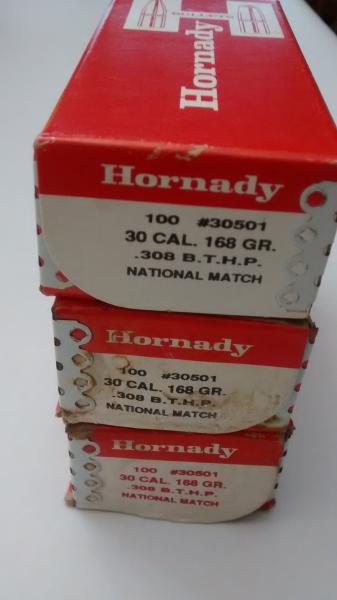 BULLETS
Hornady
Hornady
100 #30501
30 CAL. 168 GR.
.308 B.T.H.P.
NATIONAL MATCH
Hornady
100 #30501
30 CAL. 168 GR.
.308 B.T.H.P.
NATIONAL MATCH
Hornady
100 #30501
30 CAL. 168 GR.
.308 B.T.H.P.
NATIONAL MATCH